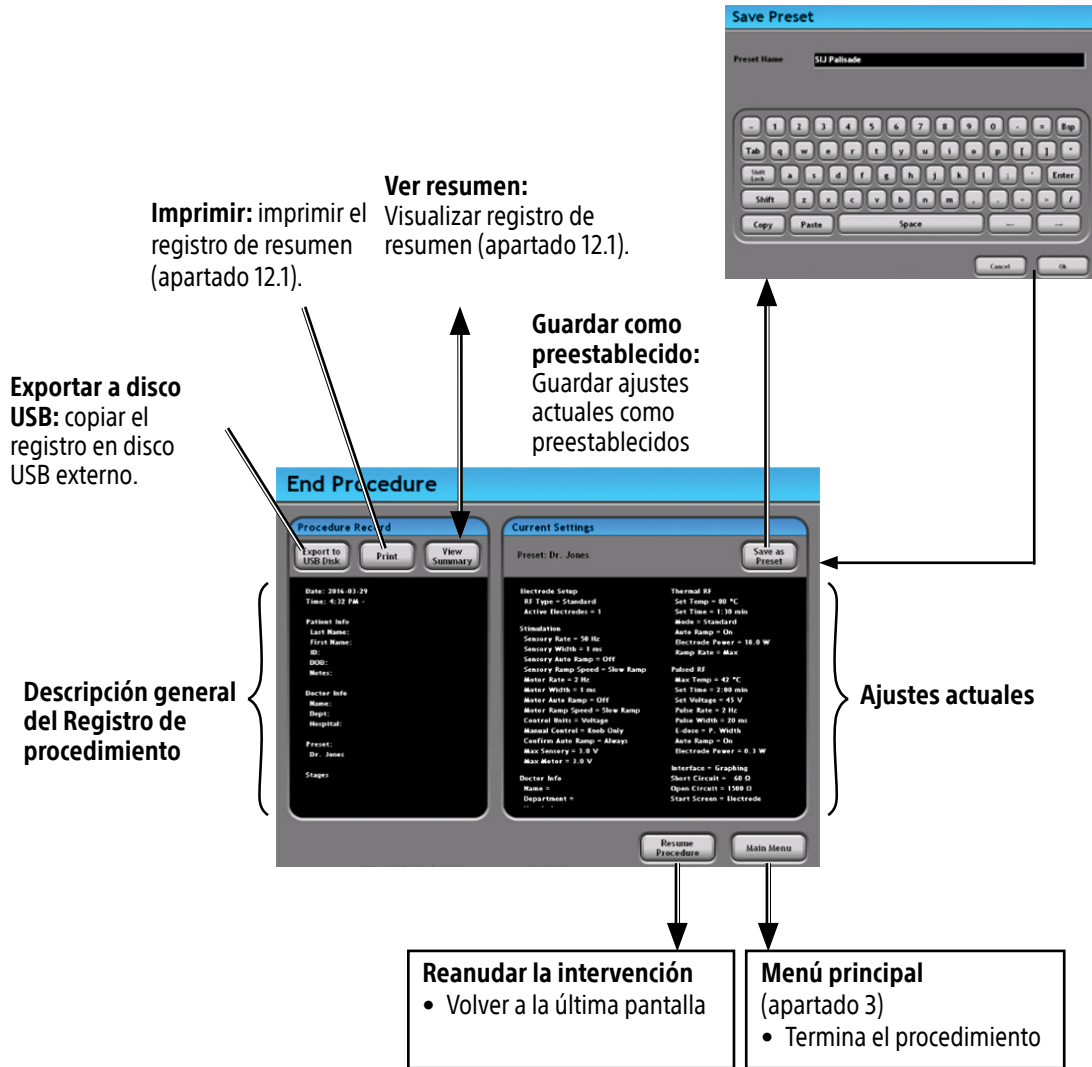 Save Preset
Preset Name
SIJ Palisade
~ 1 2 3 4 5 6 7 8 9 0 - = Bsp
Tab q w e r t y u i o p [ ]
Shift Lock a s d f g h j k l ; ' Enter
Shift z x c v b n m , . < > /
Copy Paste Space ← →
Cancel Ok
Imprimir: imprimir el
registro de resumen
(apartado 12.1).
Ver resumen:
Visualizar registro de
resumen (apartado 12.1).
Guardar como
preestablecido:
Guardar ajustes
actuales como
preestablecidos
Exportar a disco
USB: copiar el
registro en disco
USB externo.
End Procedure
Procedure Record
Export to
USB Disk
Print
View
Summary
Date: 2016-03-29
Time: 4:32 PM -
Patient Info
Last Name:
First Name:
ID:
DOB:
Notes:
Doctor Info
Name:
Dept:
Hospital:
Preset:
Dr. Jones
Stages
Current Settings
Preset: Dr. Jones
Save as
Preset
Electrode Setup
RF Type = Standard
Active Electrodes = 1
Stimulation
Sensory Rate = 50 Hz
Sensory Width = 1 ms
Sensory Auto Ramp = Off
Sensory Ramp Speed = Slow Ramp
Motor Rate = 2 Hz
Motor Width = 1 ms
Motor Auto Ramp = Off
Motor Ramp Speed = Slow Ramp
Control Units = Voltage
Manual Control = Knob Only
Confirm Auto Ramp = Always
Max Sensory = 3.0 V
Max Motor = 3.0 V
Doctor Info
Name =
Department =
Thermal RF
Set Temp = 80 °C
Set Time = 1:30 min
Mode = Standard
Auto Ramp = On
Electrode Power = 10.0 W
Ramp Rate = Max
Pulsed RF
Max Temp = 42 °C
Set Time = 2:00 min
Set Voltage = 45 V
Pulse Rate = 2 Hz
Pulse Width = 20 ms
E-dose = P. Width
Auto Ramp = On
Electrode Power = 0.3 W
Interface = Graphing
Short Circuit = 60 Ω
Open Circuit = 1500 Ω
Start Screen = Electrode
Resume
Procedure
Main Menu
Descripción general
del Registro de
procedimiento
Ajustes actuales
Reanudar la intervención
• Volver a la última pantalla
Menú principal
(apartado 3)
• Termina el procedimiento